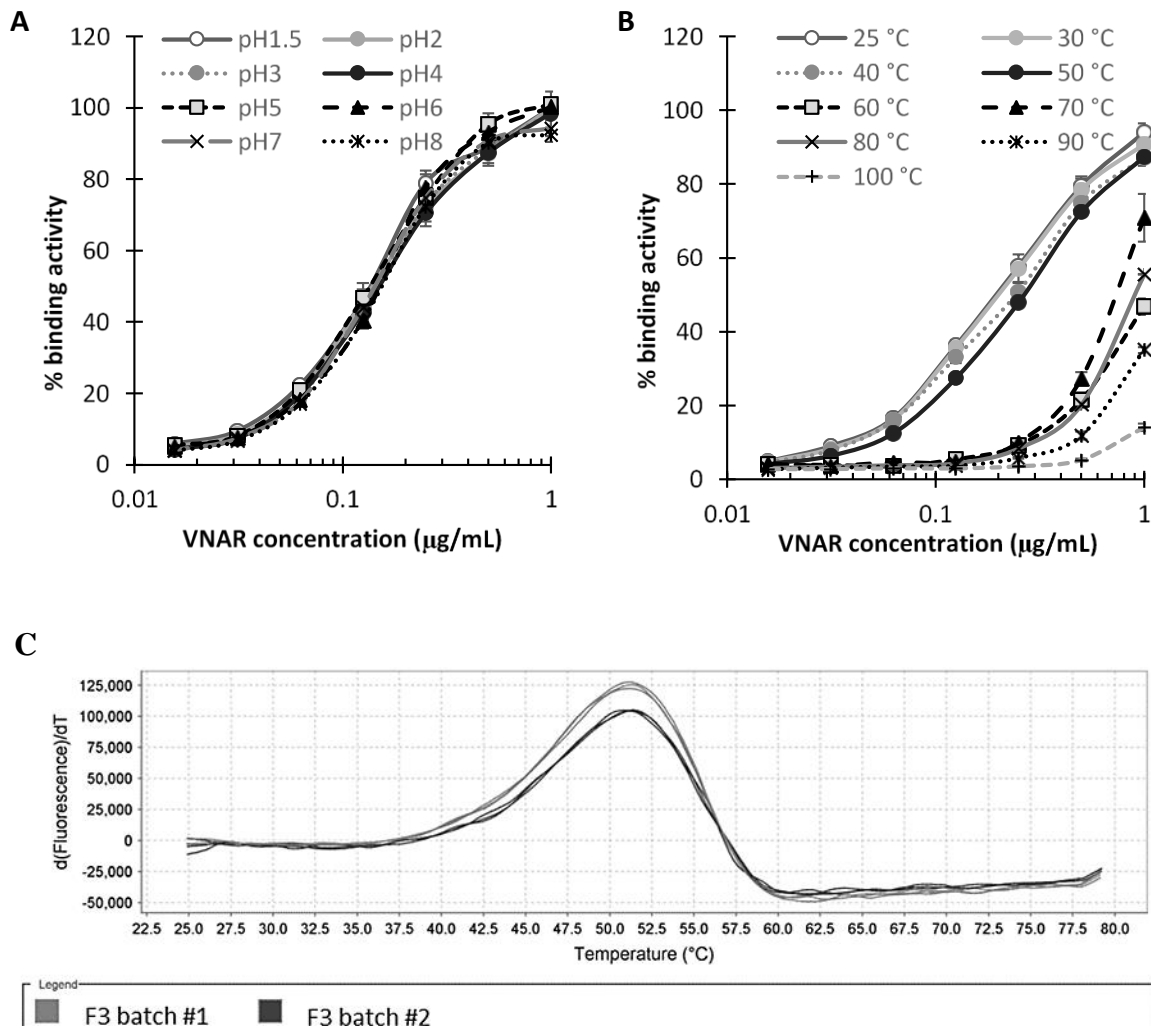 A
120
100
80
60
40
20
0
% binding activity
pH1.5 pH2
pH3 pH4
pH5 pH6
pH7 pH8
0.01 0.1 1
VNAR concentration (µg/mL)
B
120
100
80
60
40
20
0
% binding activity
25 °C 30 °C
40 °C 50 °C
60 °C 70 °C
80 °C 90 °C
100 °C
0.01 0.1 1
VNAR concentration (µg/mL)
C
125,000
100,000
75,000
50,000
25,000
0
-25,000
-50,000
d(Fluorescence)/dT
22.5 25.0 27.5 30.0 32.5 35.0 37.5 40.0 42.5 45.0 47.5 50.0 52.5 55.0 57.5 60.0 62.5 65.0 67.5 70.0 72.5 75.0 77.5 80.0
Temperature (°C)
Legend
F3 batch #1 F3 batch #2